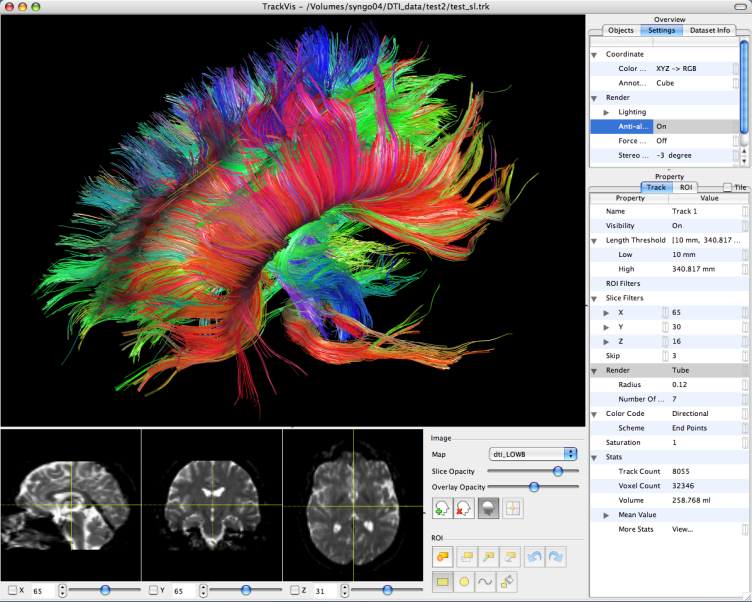 TrackVis – /Volumes/syngo04/DTI_data/test2/test_sl.trk
Overview
Objects Settings Dataset Info
Coordinate
Color ... XYZ -> RGB
Annot... Cube
Render
Lighting
Anti-al... On
Force ... Off
Stereo ... -3 degree
Property
Track ROI Tile
Property Value
Name Track 1
Visibility On
Length Threshold [10 mm, 340.817 ...
Low 10 mm
High 340.817 mm
ROI Filters
Slice Filters
X 65
Y 30
Z 16
Skip 3
Render Tube
Radius 0.12
Number Of ... 7
Color Code Directional
Scheme End Points
Saturation 1
Stats
Track Count 8055
Voxel Count 32346
Volume 258.768 ml
Mean Value
More Stats View...
Image
Map dti_LOWB
Slice Opacity
Overlay Opacity
ROI
X 65 Y 65 Z 31